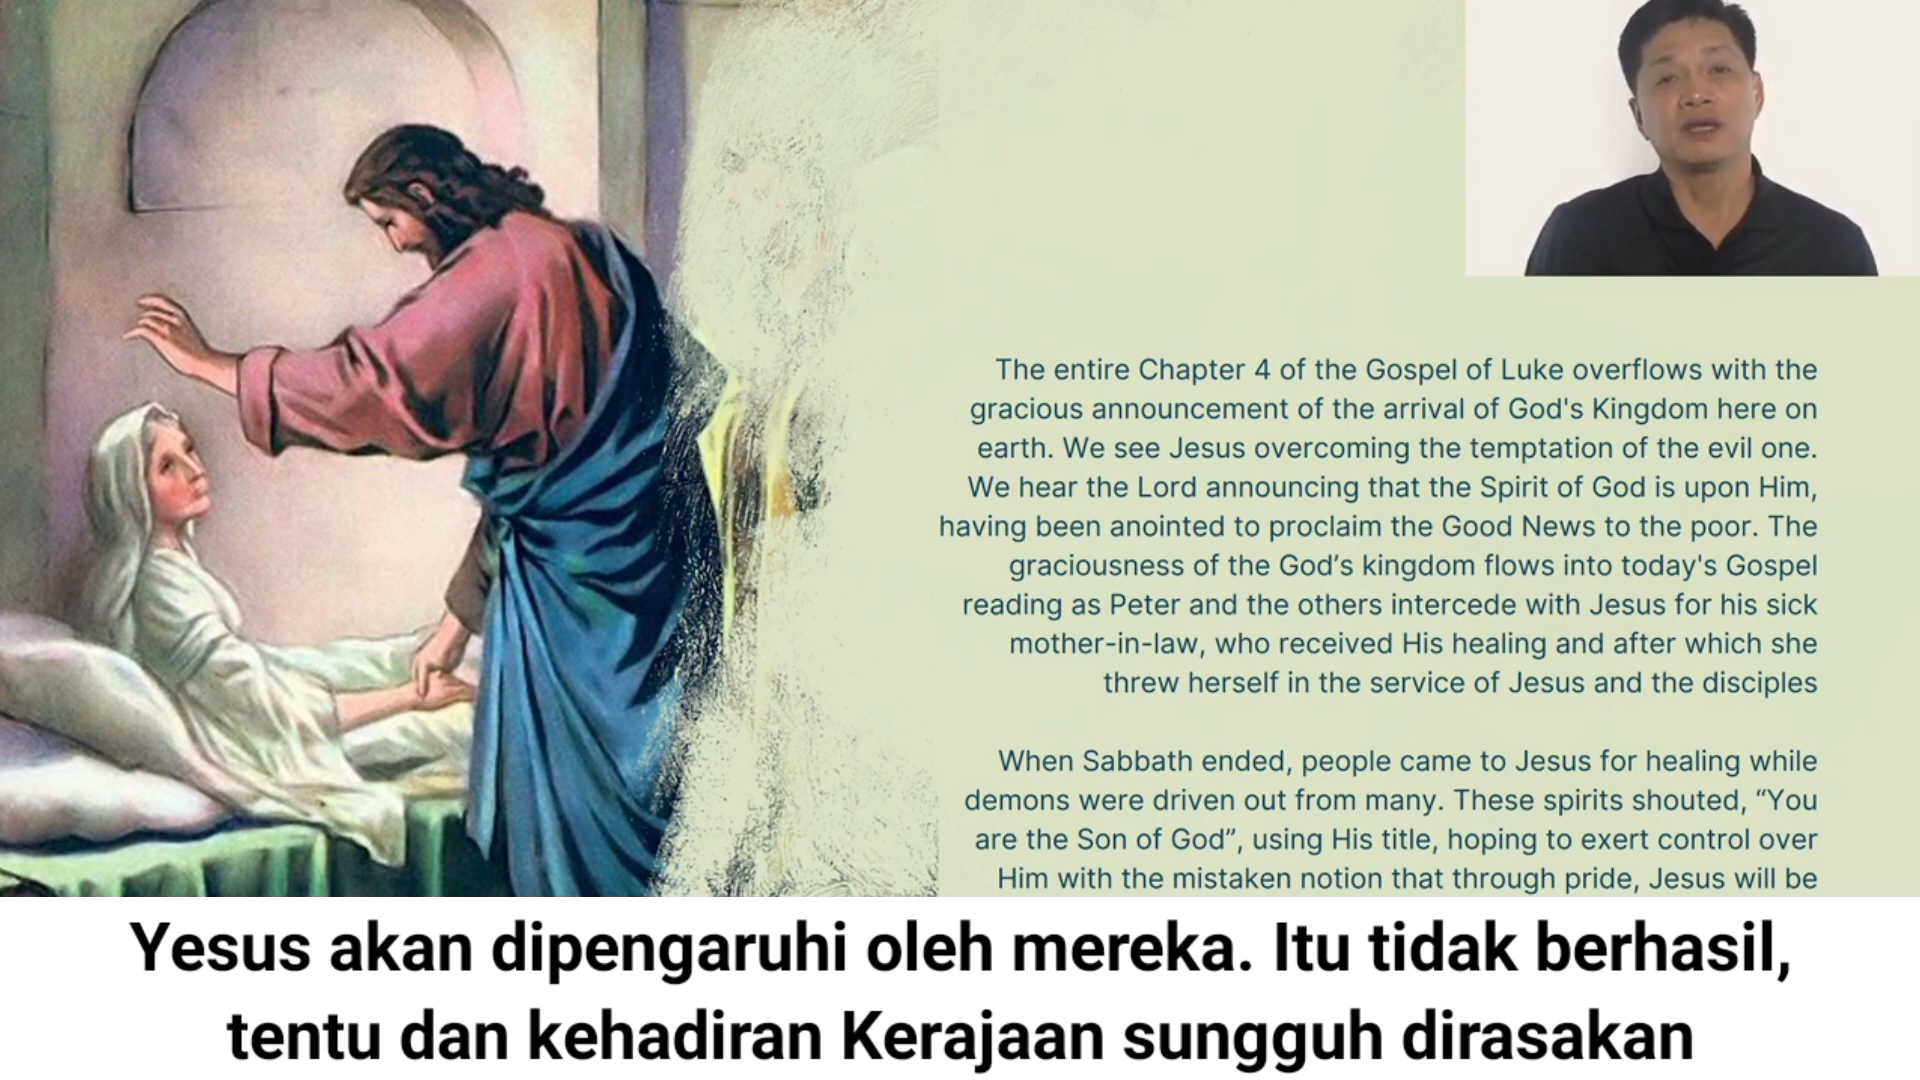 The entire Chapter 4 of the Gospel of Luke overflows with the
gracious announcement of the arrival of God's Kingdom here on
earth. We see Jesus overcoming the temptation of the evil one.
We hear the Lord announcing that the Spirit of God is upon Him,
having been anointed to proclaim the Good News to the poor. The
graciousness of the God’s kingdom flows into today's Gospel
reading as Peter and the others intercede with Jesus for his sick
mother-in-law, who received His healing and after which she
threw herself in the service of Jesus and the disciples
When Sabbath ended, people came to Jesus for healing while
demons were driven out from many. These spirits shouted, “You
are the Son of God”, using His title, hoping to exert control over
Him with the mistaken notion that through pride, Jesus will be
Yesus akan dipengaruhi oleh mereka. Itu tidak berhasil,
tentu dan kehadiran Kerajaan sungguh dirasakan